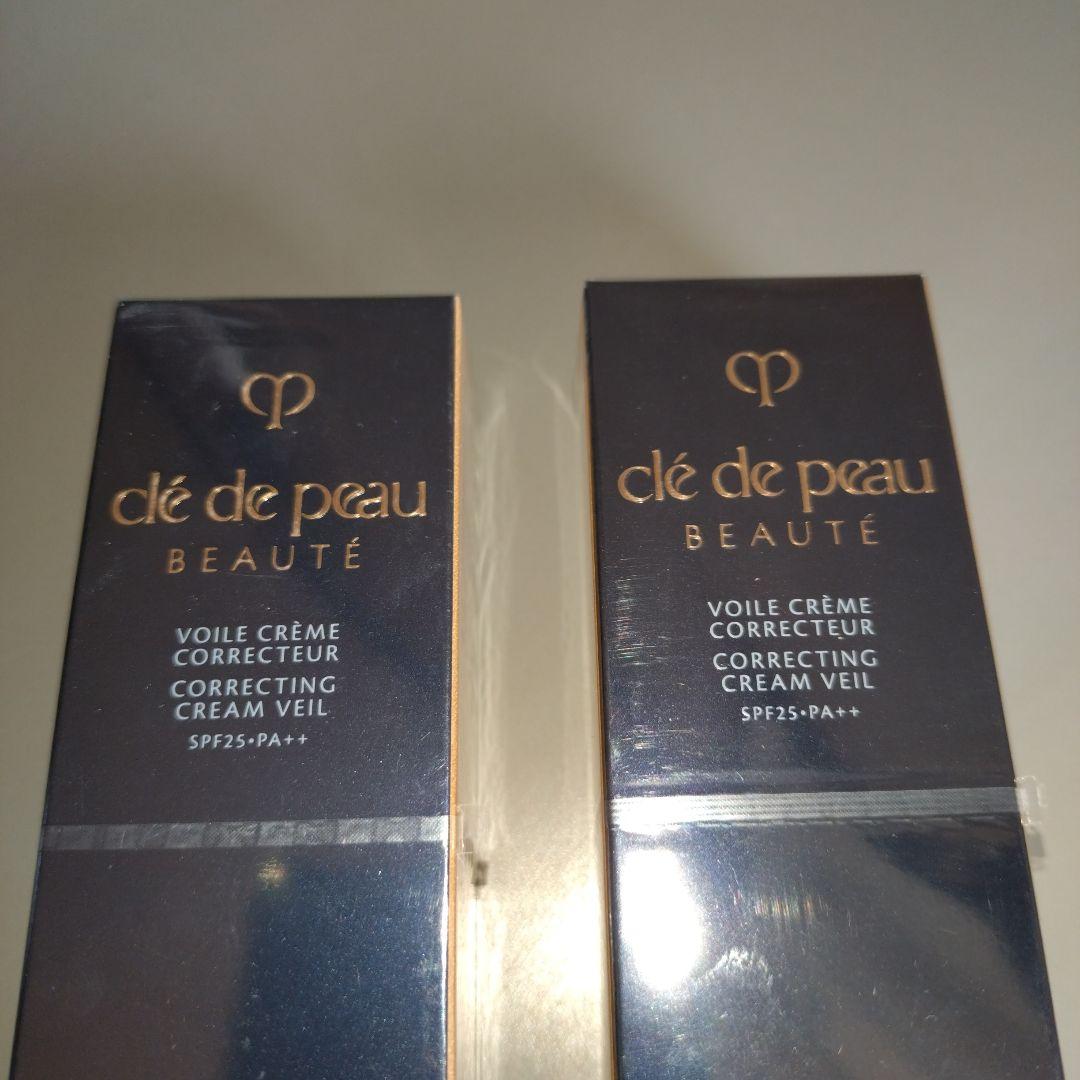 clé de peau
BEAUTÉ
VOILE CRÈME
CORRECTEUR
CORRECTING
CREAM VEIL
SPF25•PA++
clé de peau
BEAUTÉ
VOILE CRÈME
CORRECTEUR
CORRECTING
CREAM VEIL
SPF25•PA++